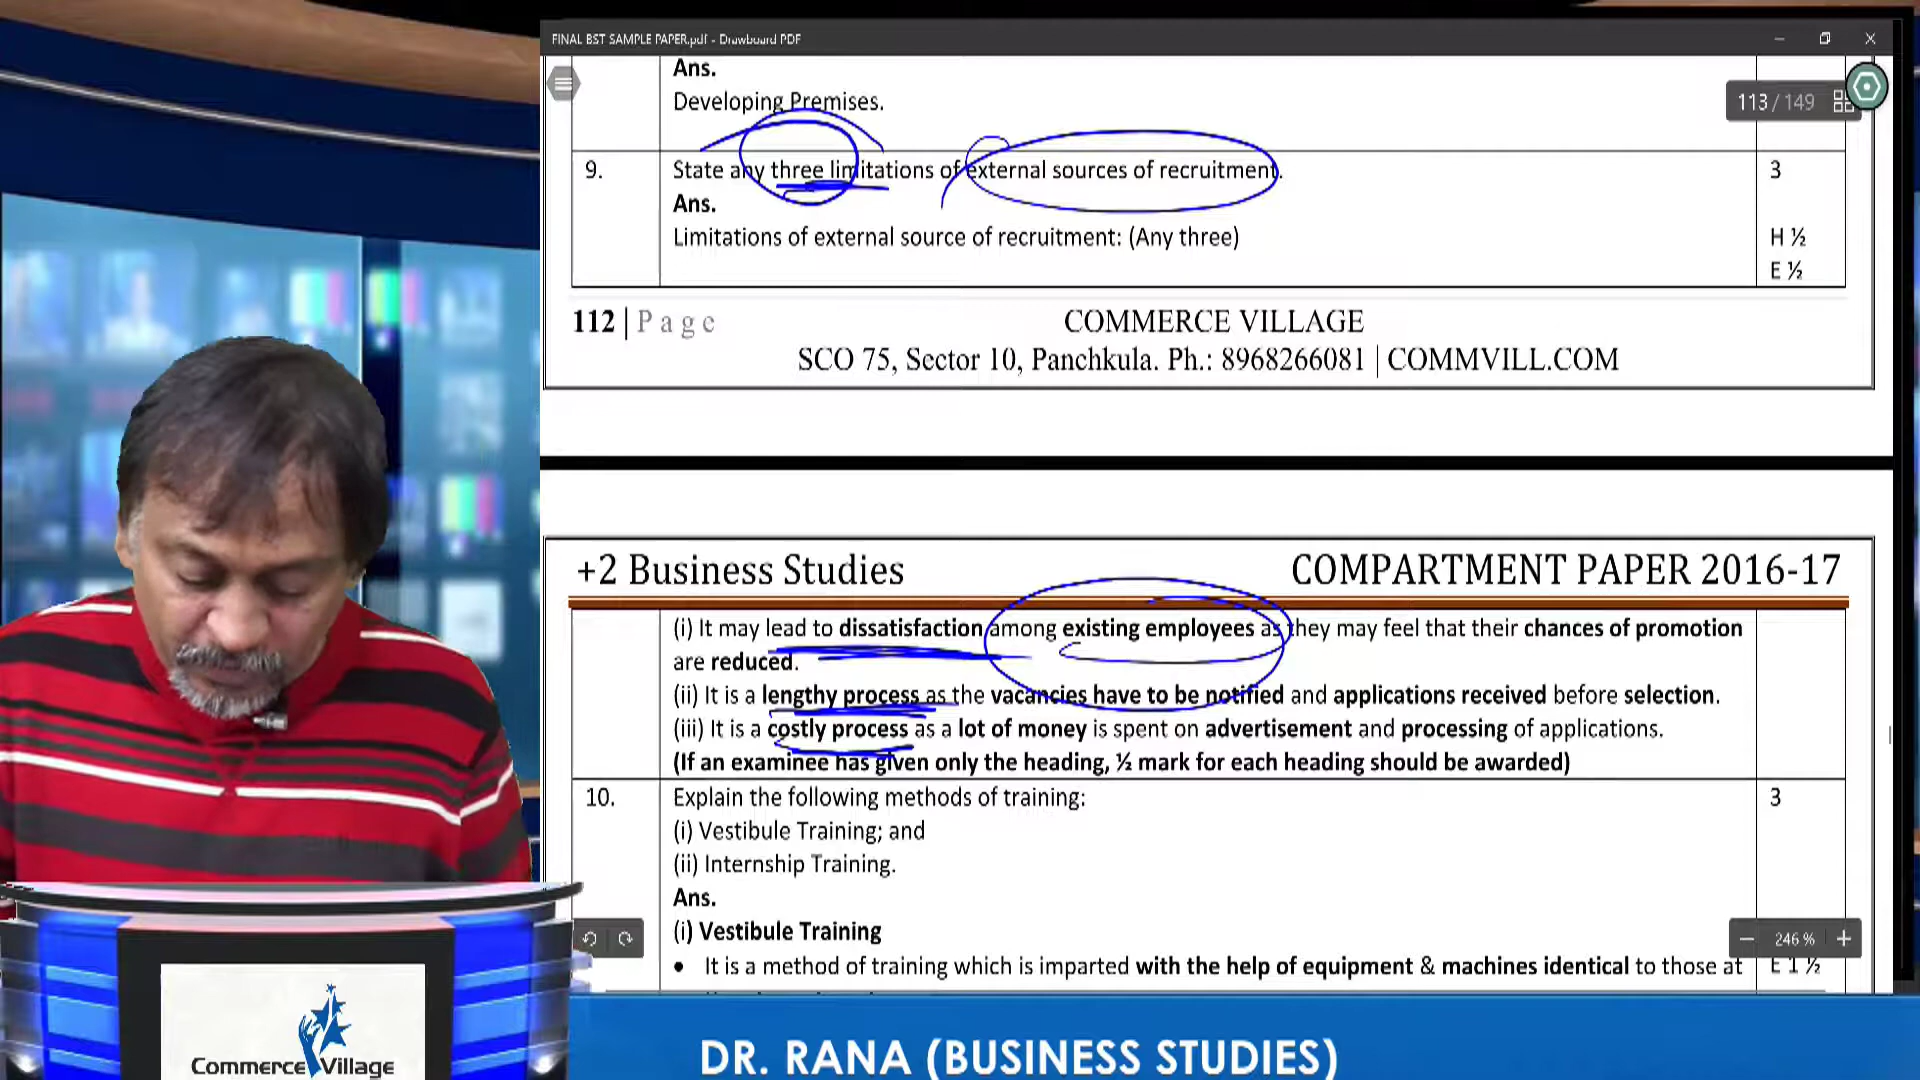 FINAL BST SAMPLE PAPER.pdf - Drawboard PDF
113 / 149
Ans.
Developing Premises.
9. State any three limitations of external sources of recruitment. 3
Ans.
Limitations of external source of recruitment: (Any three) H ½
E ½
112 | Page COMMERCE VILLAGE
SCO 75, Sector 10, Panchkula. Ph.: 8968266081 | COMMVILL.COM
+2 Business Studies COMPARTMENT PAPER 2016-17
(i) It may lead to dissatisfaction among existing employees as they may feel that their chances of promotion
are reduced.
(ii) It is a lengthy process as the vacancies have to be notified and applications received before selection.
(iii) It is a costly process as a lot of money is spent on advertisement and processing of applications.
(If an examinee has given only the heading, ½ mark for each heading should be awarded)
10. Explain the following methods of training: 3
(i) Vestibule Training; and
(ii) Internship Training.
Ans.
(i) Vestibule Training
246 %
• It is a method of training which is imparted with the help of equipment & machines identical to those at E 1 ½
Commerce Village
DR. RANA (BUSINESS STUDIES)